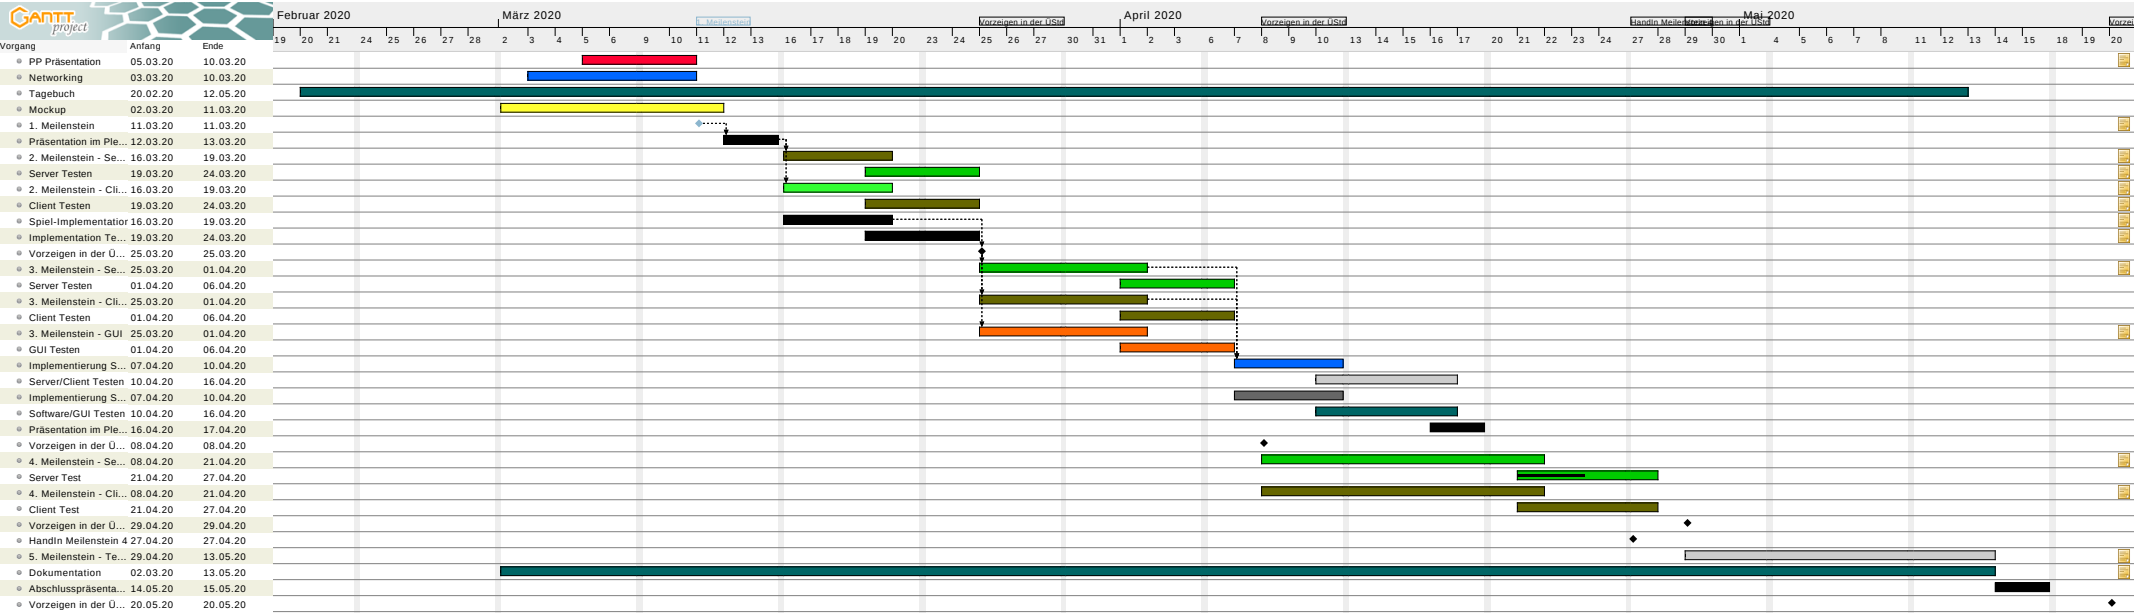 GANTT
project
Februar 2020
März 2020
April 2020
Mai 2020
1. Meilenstein
Vorzeigen in der ÜStd
Vorzeigen in der ÜStd
HandIn Meilen
in der ÜStd
Vorzei
19 20 21 24 25 26 27 28 2 3 4 5 6 9 10 11 12 13 16 17 18 19 20 23 24 25 26 27 30 31 1 2 3 6 7 8 9 10 13 14 15 16 17 20 21 22 23 24 27 28 29 30 1 4 5 6 7 8 11 12 13 14 15 18 19 20
Vorgang Anfang Ende
PP Präsentation 05.03.20 10.03.20
Networking 03.03.20 10.03.20
Tagebuch 20.02.20 12.05.20
Mockup 02.03.20 11.03.20
1. Meilenstein 11.03.20 11.03.20
Präsentation im Ple... 12.03.20 13.03.20
2. Meilenstein - Se... 16.03.20 19.03.20
Server Testen 19.03.20 24.03.20
2. Meilenstein - Cli... 16.03.20 19.03.20
Client Testen 19.03.20 24.03.20
Spiel-Implementation 16.03.20 19.03.20
Implementation Te... 19.03.20 24.03.20
Vorzeigen in der Ü... 25.03.20 25.03.20
3. Meilenstein - Se... 25.03.20 01.04.20
Server Testen 01.04.20 06.04.20
3. Meilenstein - Cli... 25.03.20 01.04.20
Client Testen 01.04.20 06.04.20
3. Meilenstein - GUI 25.03.20 01.04.20
GUI Testen 01.04.20 06.04.20
Implementierung S... 07.04.20 10.04.20
Server/Client Testen 10.04.20 16.04.20
Implementierung S... 07.04.20 10.04.20
Software/GUI Testen 10.04.20 16.04.20
Präsentation im Ple... 16.04.20 17.04.20
Vorzeigen in der Ü... 08.04.20 08.04.20
4. Meilenstein - Se... 08.04.20 21.04.20
Server Test 21.04.20 27.04.20
4. Meilenstein - Cli... 08.04.20 21.04.20
Client Test 21.04.20 27.04.20
Vorzeigen in der Ü... 29.04.20 29.04.20
HandIn Meilenstein 4 27.04.20 27.04.20
5. Meilenstein - Te... 29.04.20 13.05.20
Dokumentation 02.03.20 13.05.20
Abschlusspräsenta... 14.05.20 15.05.20
Vorzeigen in der Ü... 20.05.20 20.05.20